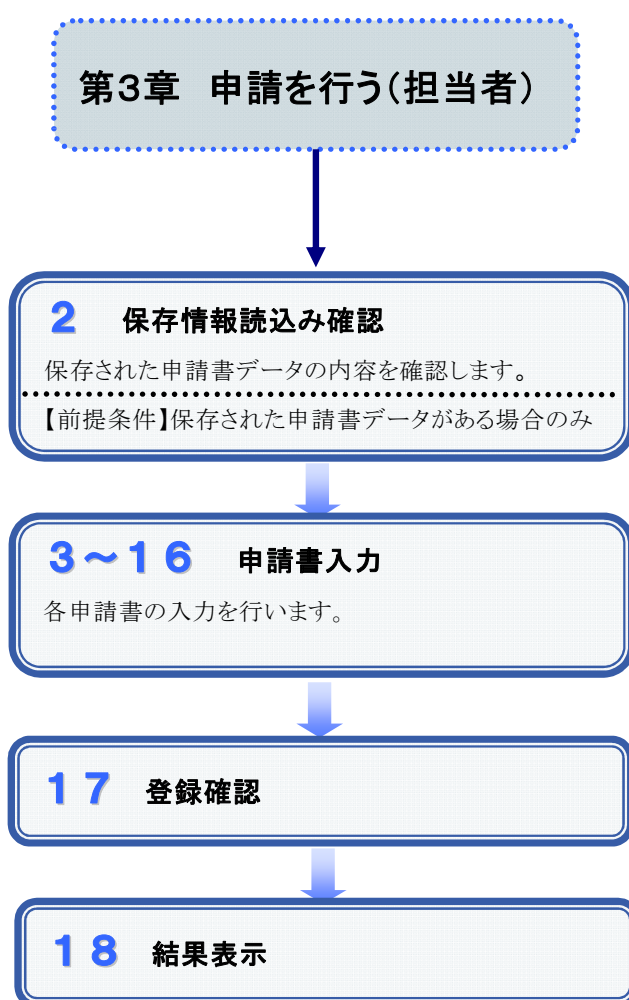 第3章　申請を行う(担当者)
2　保存情報読込み確認
保存された申請書データの内容を確認します。
【前提条件】保存された申請書データがある場合のみ
3～16　申請書入力
各申請書の入力を行います。
17　登録確認
18　結果表示